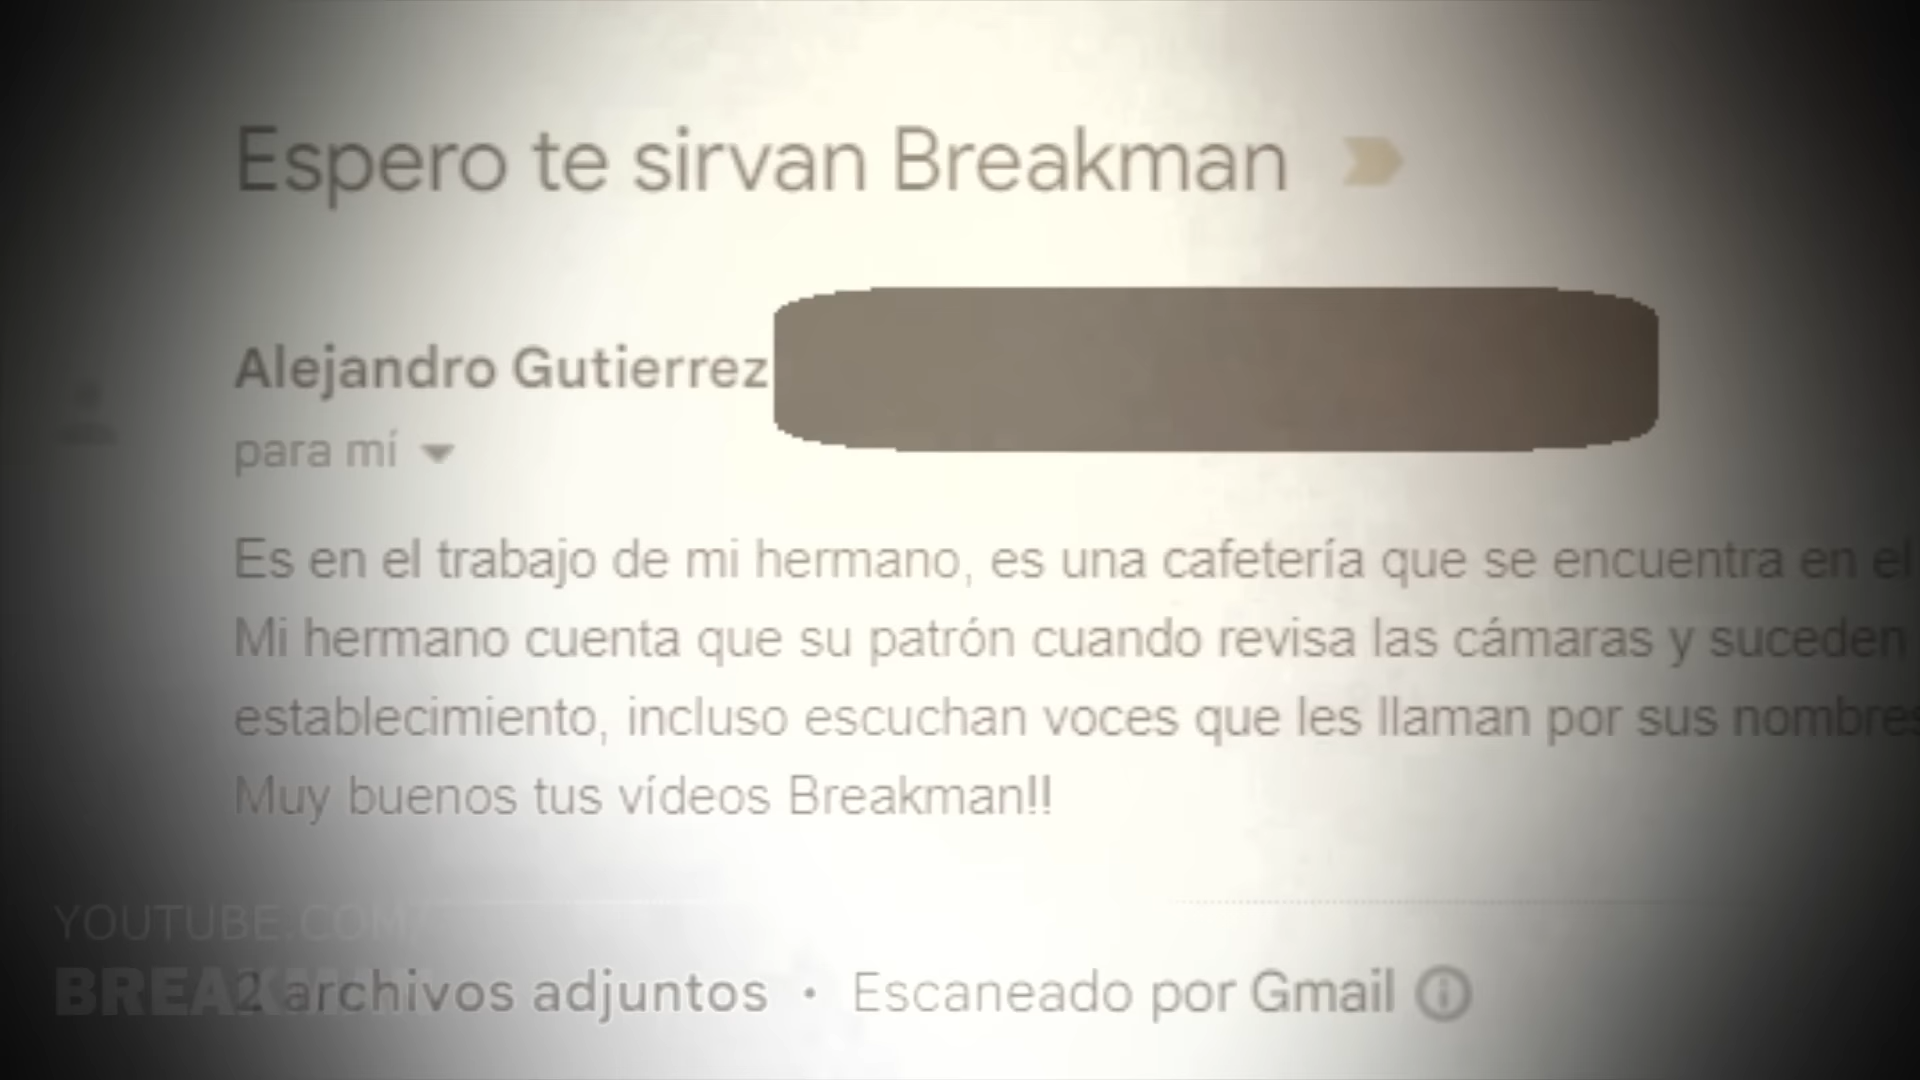 Espero te sirvan Breakman
Alejandro Gutierrez
para mí
Es en el trabajo de mi hermano, es una cafetería que se encuentra en el
Mi hermano cuenta que su patrón cuando revisa las cámaras y suceden
establecimiento, incluso escuchan voces que les llaman por sus nombres
Muy buenos tus vídeos Breakman!!
YOUTUBE.COM/
BREAKMAN
2 archivos adjuntos · Escaneado por Gmail